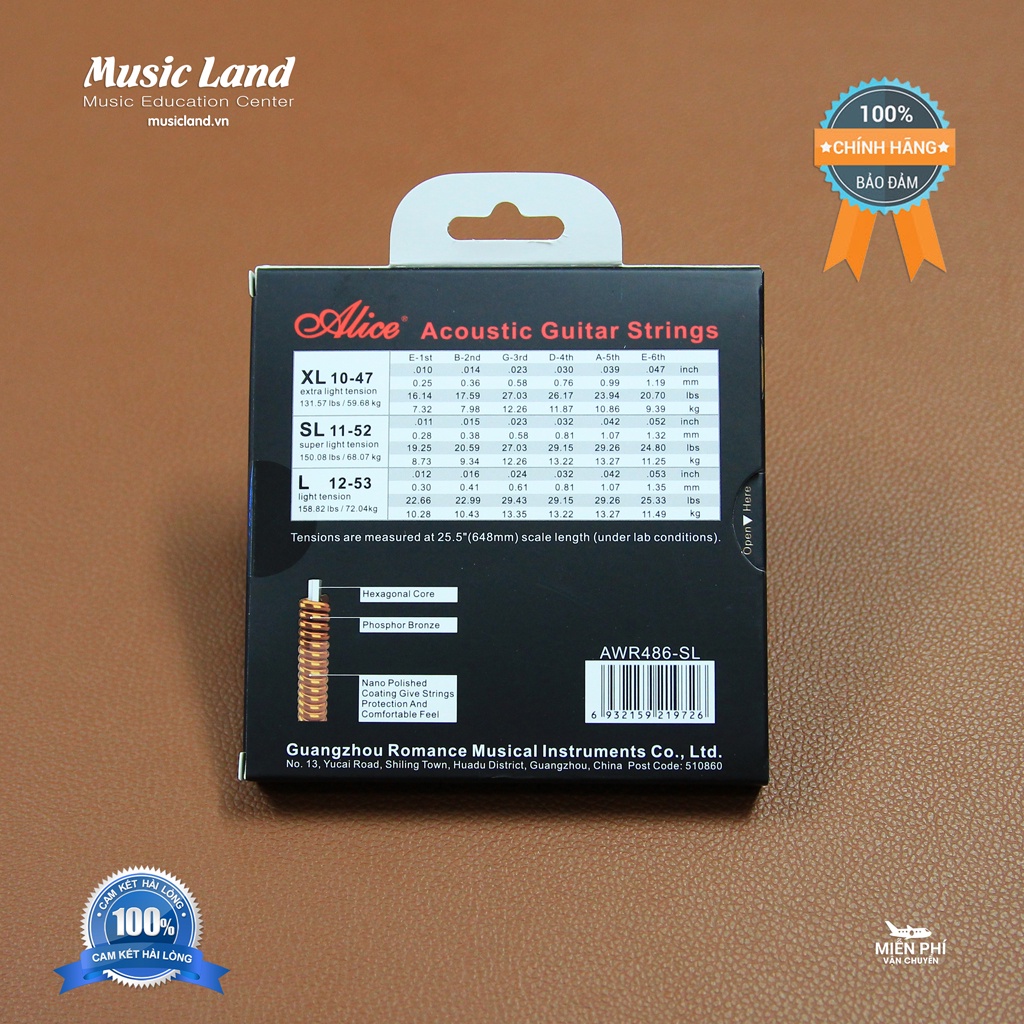 Music Land
Music Education Center
musicland.vn
100%
CHÍNH HÃNG
BẢO ĐẢM
Alice® Acoustic Guitar Strings
E-1st B-2nd G-3rd D-4th A-5th E-6th
XL 10-47
extra light tension
131.57 lbs / 59.68 kg
.010 .014 .023 .030 .039 .047 inch
0.25 0.36 0.58 0.76 0.99 1.19 mm
16.14 17.59 27.03 26.17 23.94 20.70 lbs
7.32 7.98 12.26 11.87 10.86 9.39 kg
SL 11-52
super light tension
150.08 lbs / 68.07 kg
.011 .015 .023 .032 .042 .052 inch
0.28 0.38 0.58 0.81 1.07 1.32 mm
19.25 20.59 27.03 29.15 29.26 24.80 lbs
8.73 9.34 12.26 13.22 13.27 11.25 kg
L 12-53
light tension
158.82 lbs / 72.04kg
.012 .016 .024 .032 .042 .053 inch
0.30 0.41 0.61 0.81 1.07 1.35 mm
22.66 22.99 29.43 29.15 29.26 25.33 lbs
10.28 10.43 13.35 13.22 13.27 11.49 kg
Tensions are measured at 25.5"(648mm) scale length (under lab conditions).
Open▼Here
Hexagonal Core
Phosphor Bronze
Nano Polished
Coating Give Strings
Protection And
Comfortable Feel
AWR486-SL
6 932159 219726
Guangzhou Romance Musical Instruments Co., Ltd.
No. 13, Yucai Road, Shiling Town, Huadu District, Guangzhou, China Post Code: 510860
CAM KẾT HÀI LÒNG
100%
CAM KẾT HÀI LÒNG
MIỄN PHÍ
VẬN CHUYỂN